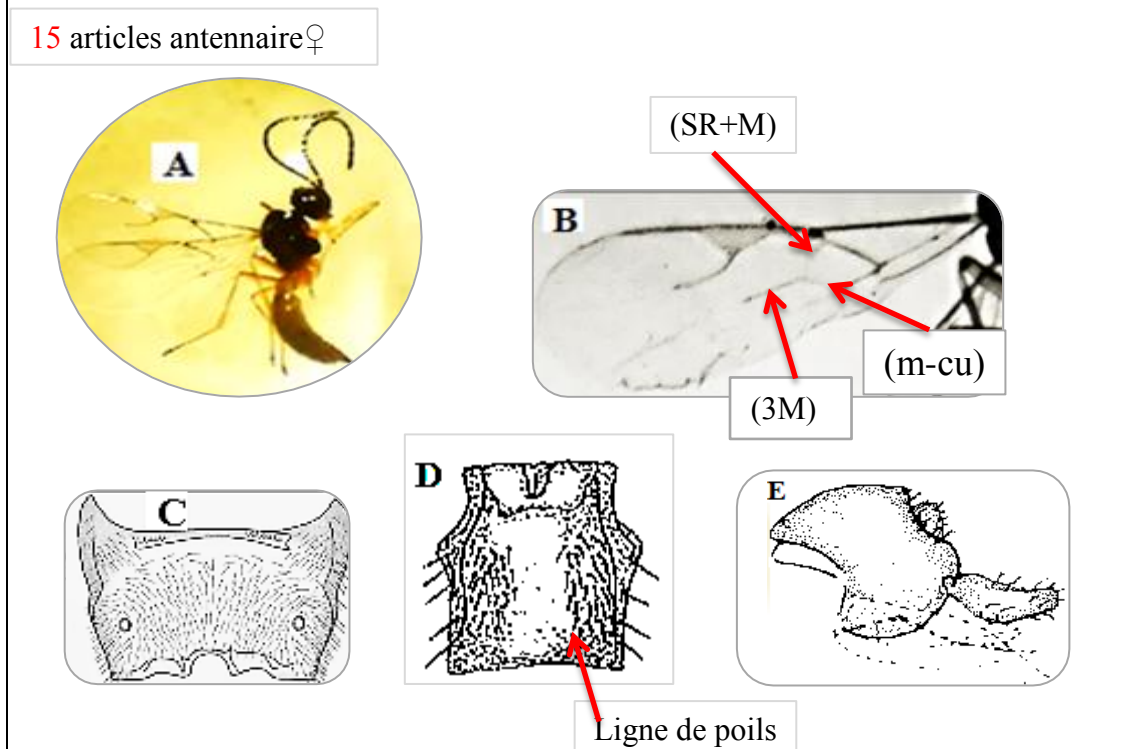 15 articles antennaire♀
A
(SR+M)
B
(m-cu)
(3M)
C
D
E
Ligne de poils